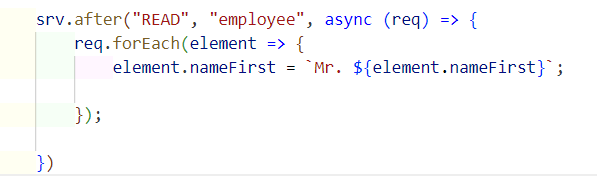 srv.after("READ", "employee", async (req) => {
req.forEach(element => {
element.nameFirst = `Mr. ${element.nameFirst}`;
});
})